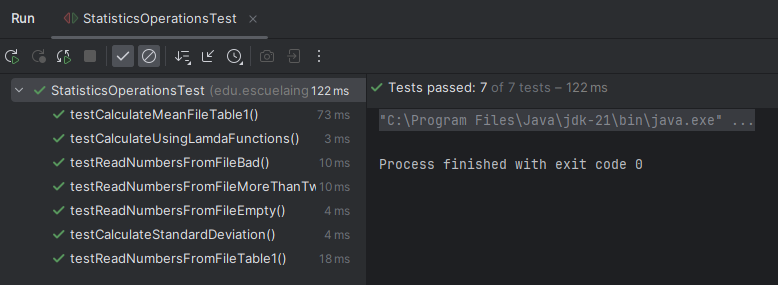 Run StatisticsOperationsTest
StatisticsOperationsTest (edu.escuelaing 122 ms
testCalculateMeanFileTable1() 73 ms
testCalculateUsingLamdaFunctions() 3 ms
testReadNumbersFromFileBad() 10 ms
testReadNumbersFromFileMoreThanTw 10 ms
testReadNumbersFromFileEmpty() 4 ms
testCalculateStandardDeviation() 4 ms
testReadNumbersFromFileTable1() 18 ms
Tests passed: 7 of 7 tests – 122 ms
"C:\Program Files\Java\jdk-21\bin\java.exe" ...
Process finished with exit code 0